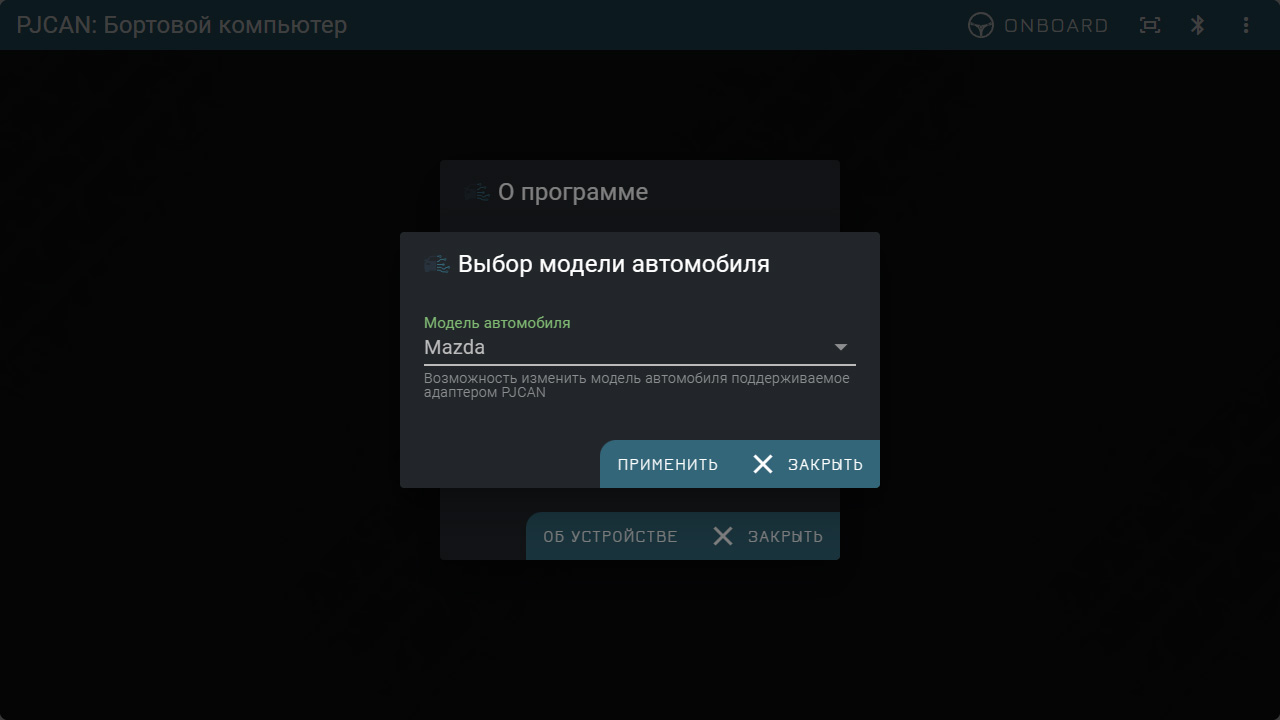 PJCAN: Бортовой компьютер
ONBOARD
О программе
Выбор модели автомобиля
Модель автомобиля
Mazda
Возможность изменить модель автомобиля поддерживаемое
адаптером PJCAN
ПРИМЕНИТЬ
ЗАКРЫТЬ
ОБ УСТРОЙСТВЕ
ЗАКРЫТЬ